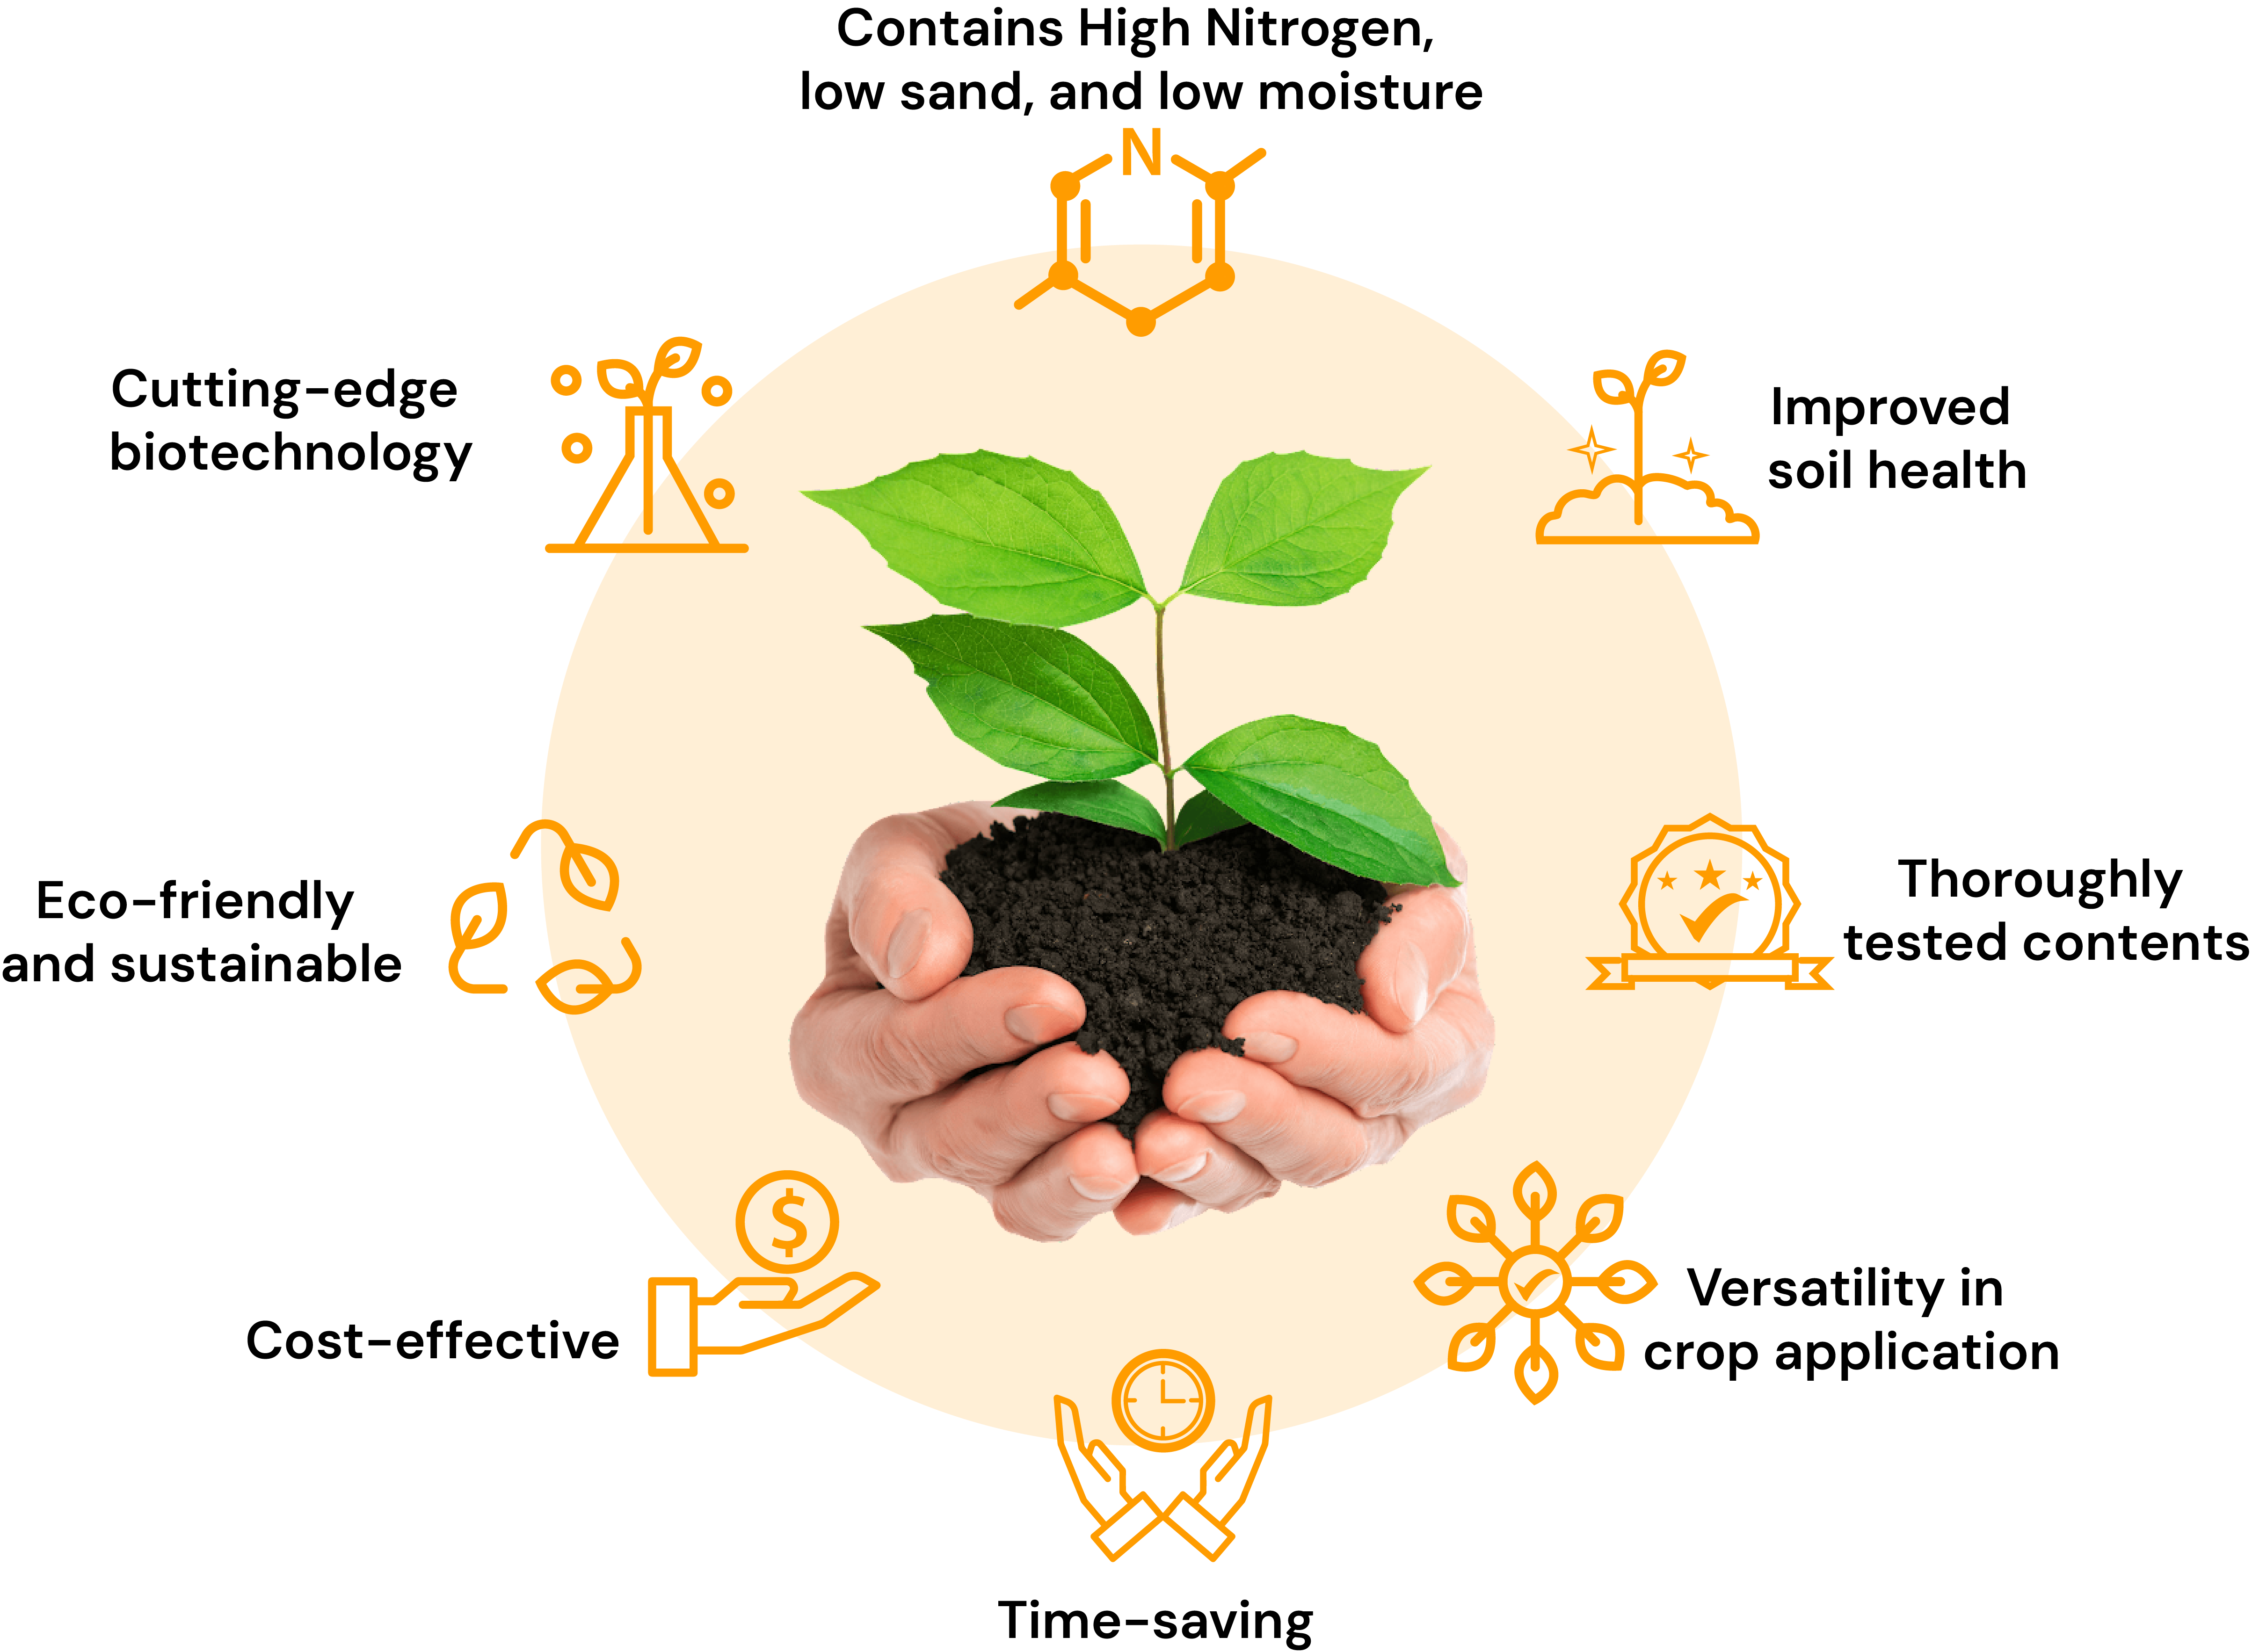 Contains High Nitrogen,
low sand, and low moisture
N
Cutting-edge
biotechnology
Improved
soil health
Eco-friendly
and sustainable
Thoroughly
tested contents
$
Cost-effective
Versatility in
crop application
Time-saving